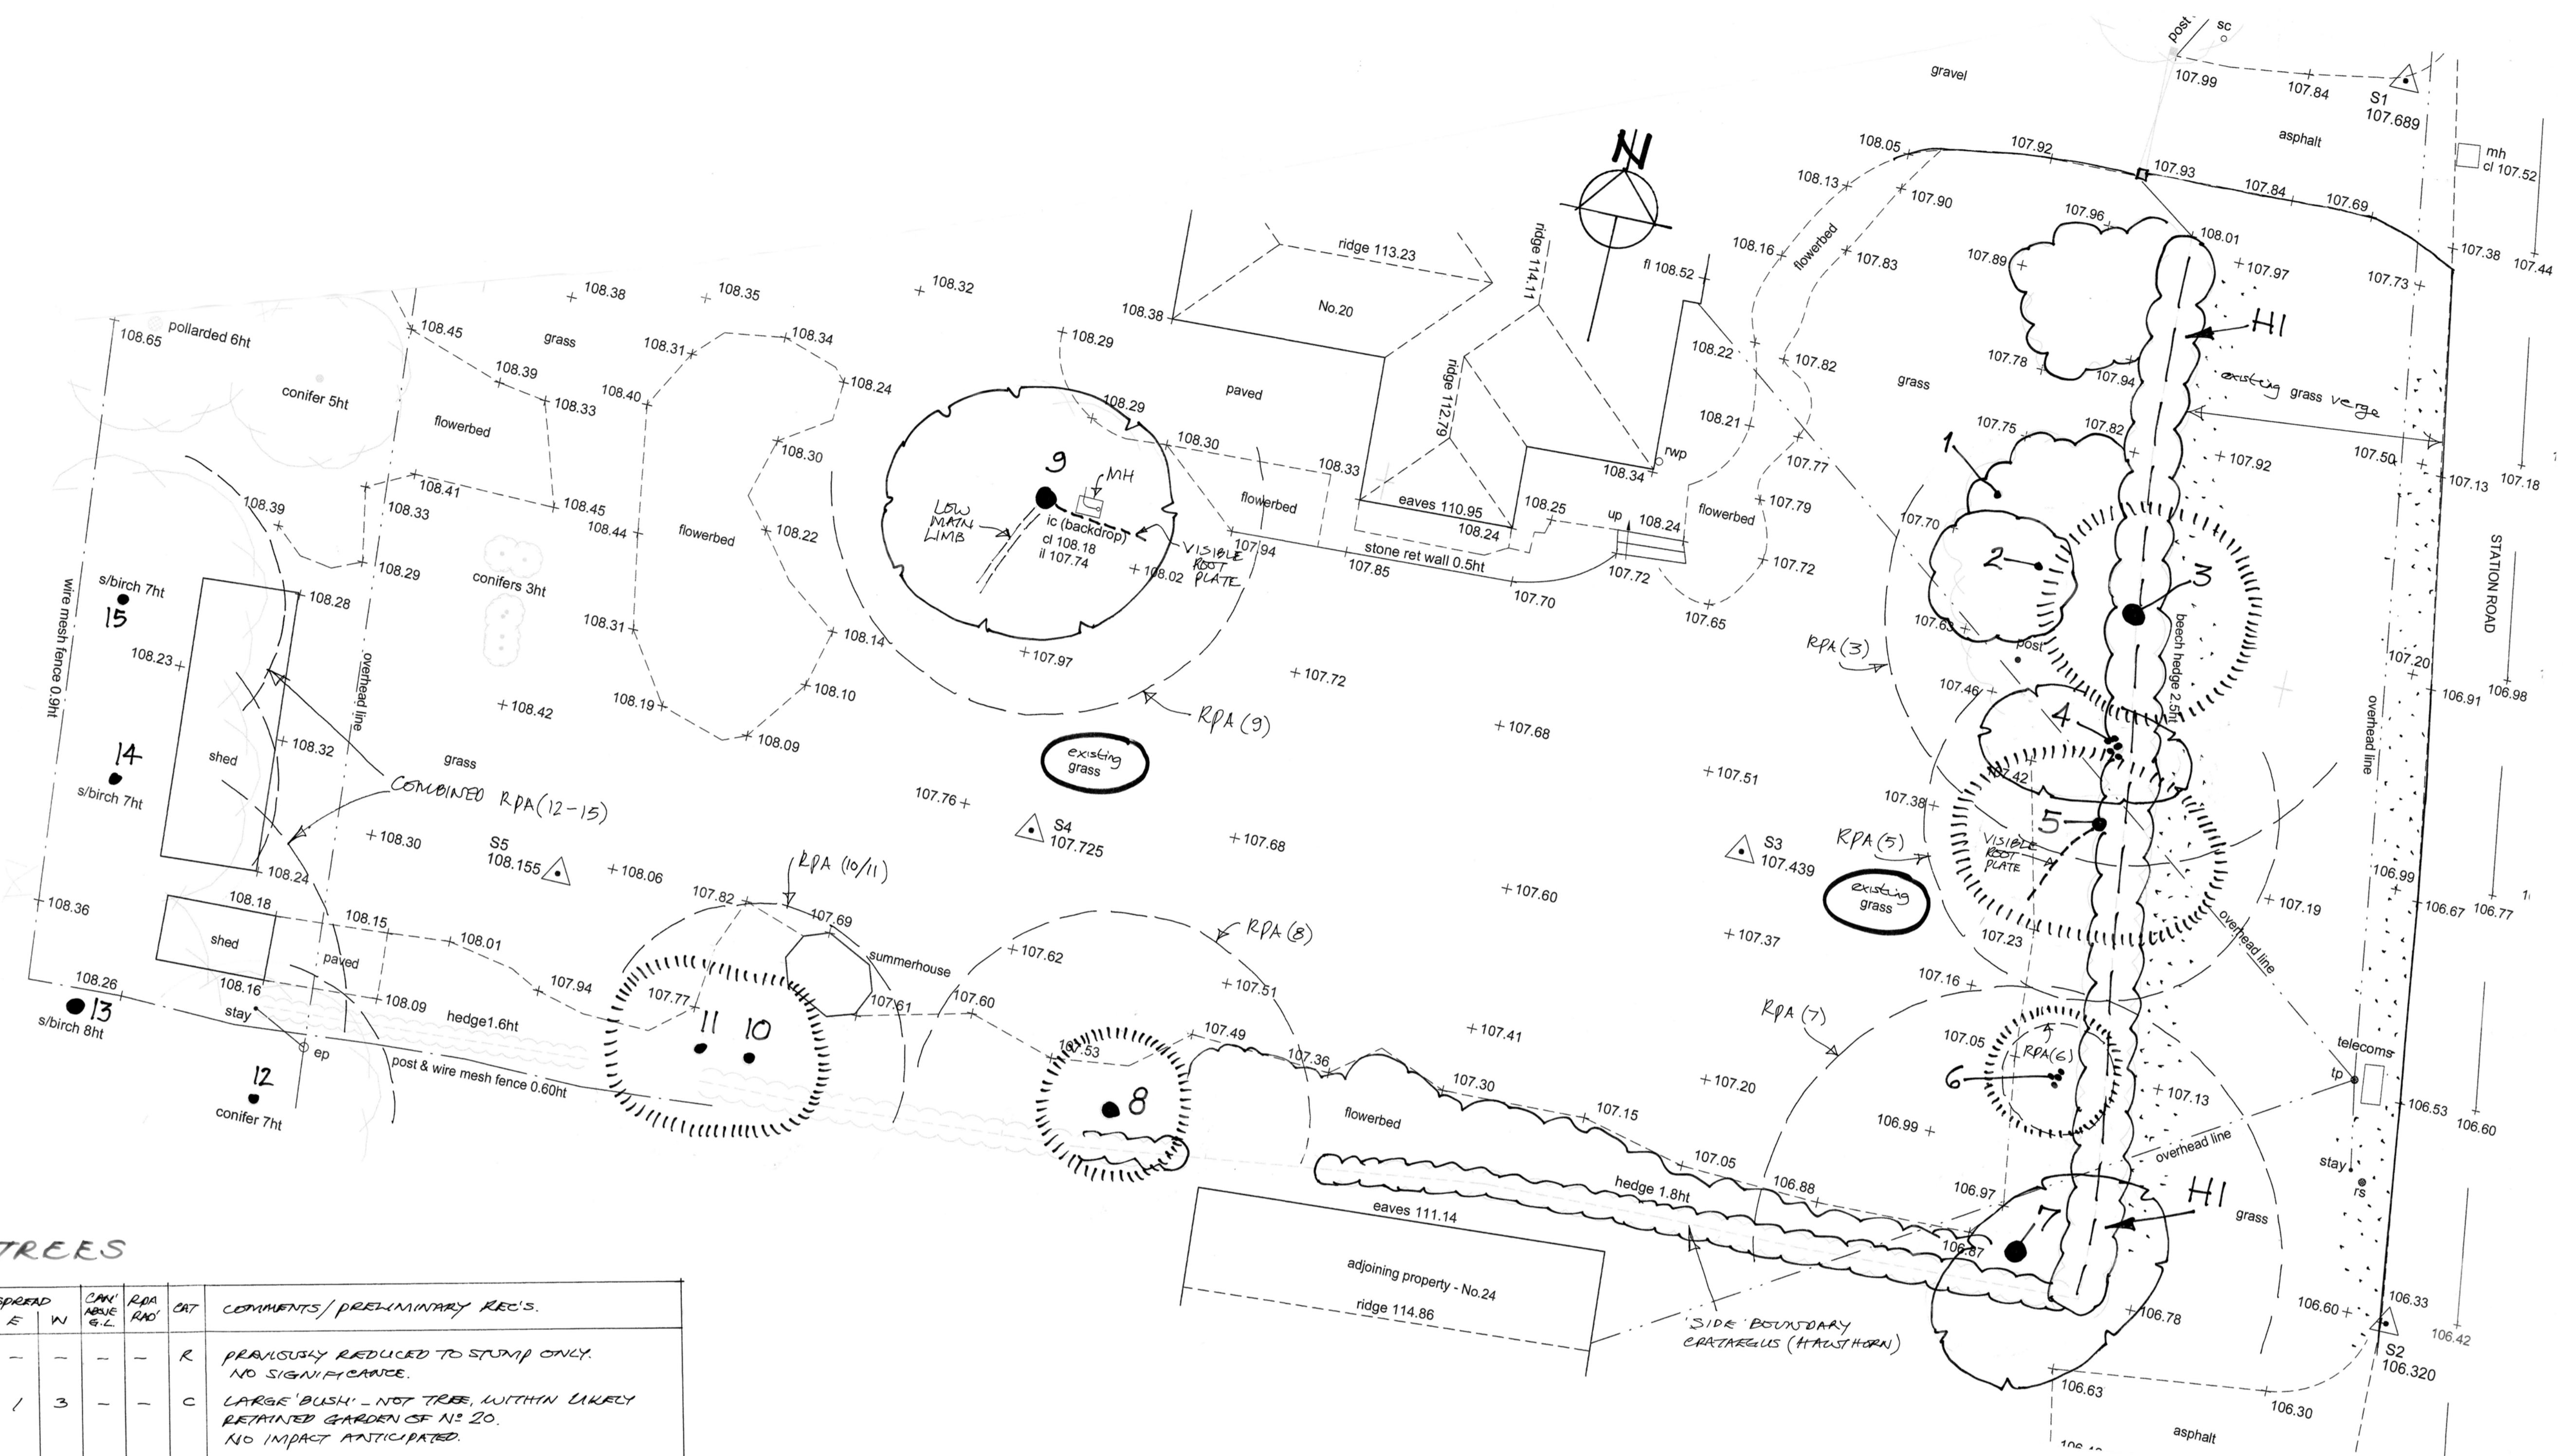 post
sc
gravel
107.99
107.84
S1
107.689
asphalt
mh
cl 107.52
N
108.05
107.92
107.93
107.84
107.69
108.13
107.90
107.96
108.01
107.38
107.44
108.16
flowerbed
107.83
107.89
107.97
107.73
ridge 113.23
ridge 114.11
fl 108.52
No.20
108.38
108.38
108.35
108.32
108.65
pollarded 6ht
108.45
grass
108.31
108.34
108.29
108.22
107.82
107.78
107.94
H1
conifer 5ht
108.39
108.33
108.40
108.24
108.29
paved
ridge 112.79
grass
existing grass verge
flowerbed
108.30
108.30
108.33
108.21
107.75
107.82
1
107.50
107.92
107.13
107.18
9
MH
rwp
108.34
107.77
108.39
108.41
108.33
108.45
108.44
flowerbed
108.22
LOW
MAIN
LIMB
ic (backdrop)
cl 108.18
il 107.74
VISIBLE
ROOT
PLATE
108.02
flowerbed
eaves 110.95
108.24
108.25
up
108.24
flowerbed
107.79
107.70
2
3
107.94
stone ret wall 0.5ht
107.85
107.70
107.72
107.72
107.65
STATION ROAD
s/birch 7ht
15
108.29
108.28
conifers 3ht
108.31
108.14
107.97
107.63
post
RPA (3)
beech hedge 2.5ht
107.20
wire mesh fence 0.9ht
108.23
overhead line
108.42
108.19
108.10
108.09
107.72
RPA (9)
107.68
107.46
4
106.91
106.98
overhead line
14
s/birch 7ht
shed
108.32
grass
COMBINED RPA (12-15)
existing
grass
107.76
S4
107.725
107.68
107.51
107.42
107.38
5
RPA (5)
VISIBLE
ROOT
PLATE
S3
107.439
existing
grass
108.30
S5
108.155
108.06
RPA (10/11)
108.24
107.60
106.99
107.19
106.67
106.77
108.36
108.18
108.15
108.01
107.82
107.69
RPA (8)
107.62
107.37
107.23
overhead line
shed
paved
summerhouse
107.94
107.77
107.61
107.60
107.51
107.16
108.26
13
s/birch 8ht
108.16
stay
108.09
hedge1.6ht
11
10
107.49
107.41
RPA (7)
107.05
RPA(6)
6
telecoms
tp
ep
post & wire mesh fence 0.60ht
12
conifer 7ht
8
107.36
107.30
107.20
107.13
106.53
106.60
flowerbed
107.15
106.99
overhead line
stay
rs
107.05
106.88
106.97
hedge 1.8ht
7
H1
grass
eaves 111.14
106.87
adjoining property - No.24
ridge 114.86
'SIDE' BOUNDARY
CRATAEGUS (HAWTHORN)
106.78
106.60
106.33
106.42
S2
106.320
106.63
106.30
asphalt
TREES
SPREAD
E
W
CAN'
ABOVE
G.L.
RPA
RAD'
CAT
COMMENTS / PRELIMINARY REC'S.
- - - - R PREVIOUSLY REDUCED TO STUMP ONLY.
NO SIGNIFICANCE.
1 3 - - C LARGE 'BUSH' - NOT TREE, WITHIN LIKELY
RETAINED GARDEN OF Nº 20.
NO IMPACT ANTICIPATED.